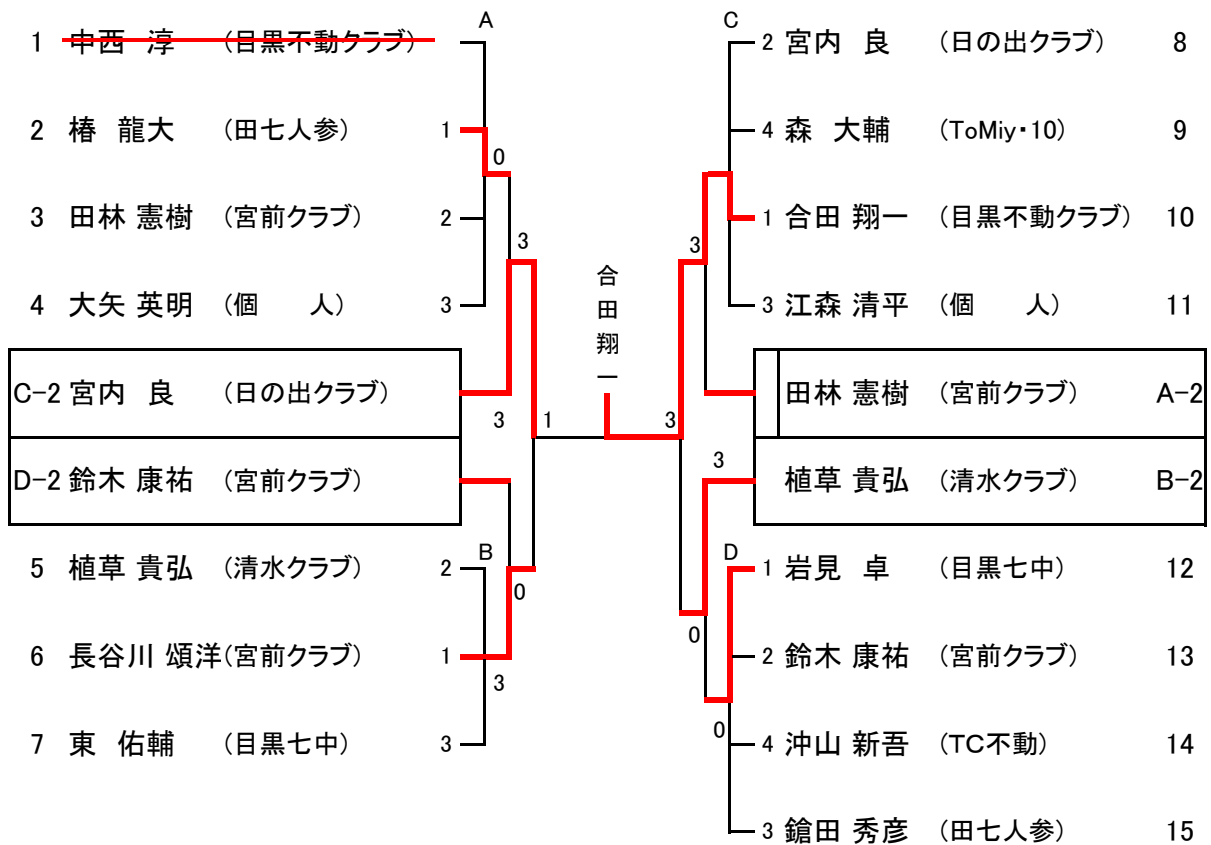 A
1 中西 淳 (目黒不動クラブ)
2 椿 龍大 (田七人参) 1
0
3 田林 憲樹 (宮前クラブ) 2
3
4 大矢 英明 (個 人) 3
C-2 宮内 良 (日の出クラブ)
3 1
D-2 鈴木 康祐 (宮前クラブ)
B
5 植草 貴弘 (清水クラブ) 2
0
6 長谷川 頌洋(宮前クラブ) 1
3
7 東 佑輔 (目黒七中) 3
合田翔一
C
2 宮内 良 (日の出クラブ) 8
4 森 大輔 (ToMiy・10) 9
1 合田 翔一 (目黒不動クラブ) 10
3
3 江森 清平 (個 人) 11
田林 憲樹 (宮前クラブ) A-2
3
3
植草 貴弘 (清水クラブ) B-2
D
1 岩見 卓 (目黒七中) 12
0
2 鈴木 康祐 (宮前クラブ) 13
0
4 沖山 新吾 (TC不動) 14
3 鎗田 秀彦 (田七人参) 15